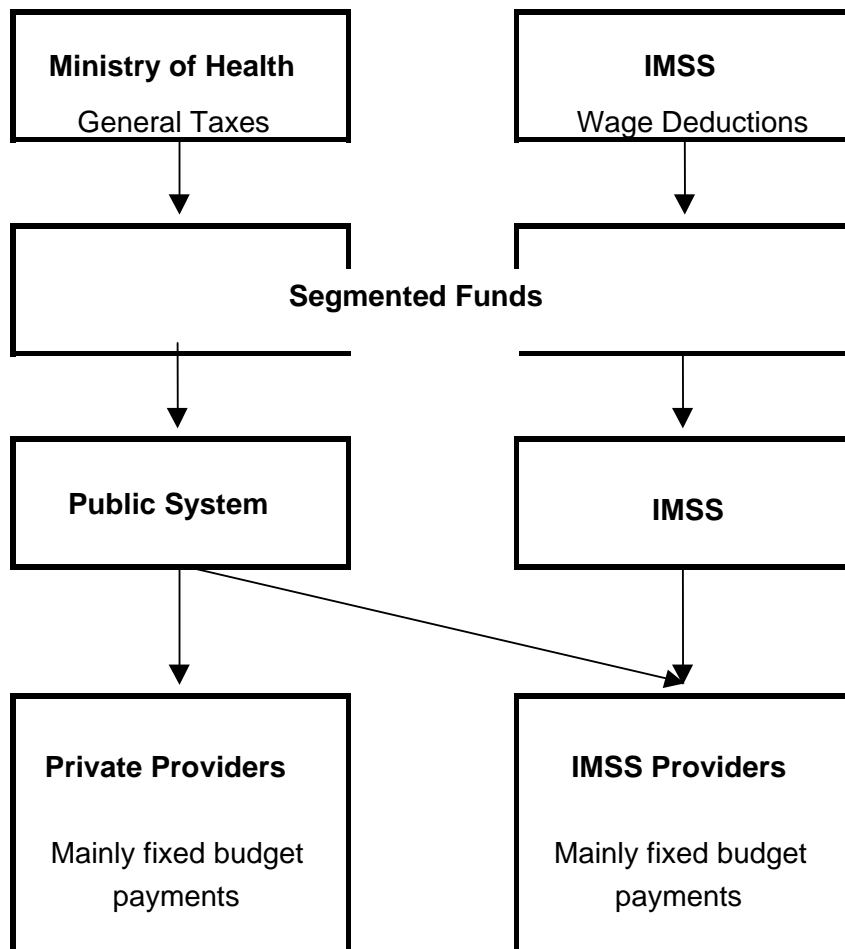 Ministry of Health
General Taxes
IMSS
Wage Deductions
Segmented Funds
Public System
IMSS
Private Providers
Mainly fixed budget
payments
IMSS Providers
Mainly fixed budget
payments